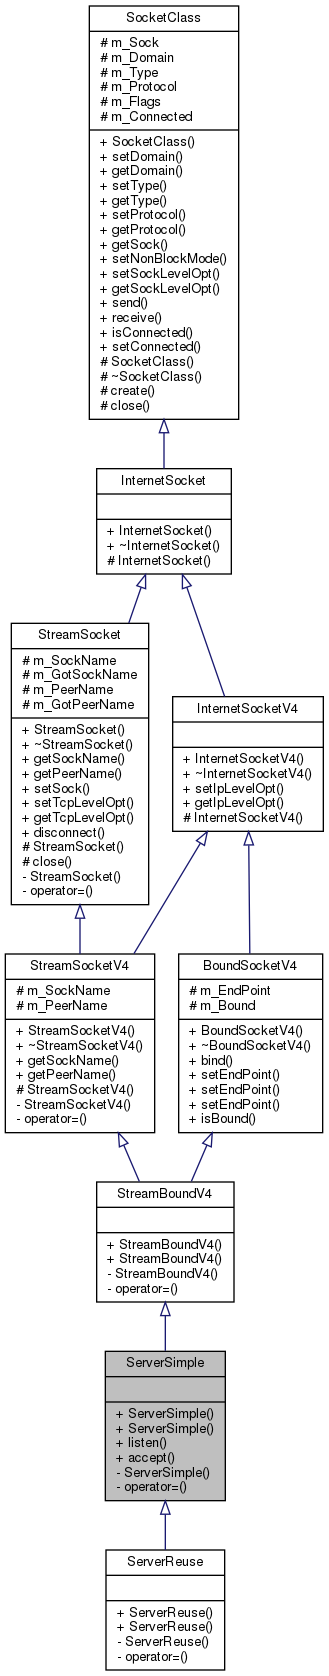 SocketClass
# m_Sock
# m_Domain
# m_Type
# m_Protocol
# m_Flags
# m_Connected
+ SocketClass()
+ setDomain()
+ getDomain()
+ setType()
+ getType()
+ setProtocol()
+ getProtocol()
+ getSock()
+ setNonBlockMode()
+ setSockLevelOpt()
+ getSockLevelOpt()
+ send()
+ receive()
+ isConnected()
+ setConnected()
# SocketClass()
# ~SocketClass()
# create()
# close()
InternetSocket
+ InternetSocket()
+ ~InternetSocket()
# InternetSocket()
StreamSocket
# m_SockName
# m_GotSockName
# m_PeerName
# m_GotPeerName
+ StreamSocket()
+ ~StreamSocket()
+ getSockName()
+ getPeerName()
+ setSock()
+ setTcpLevelOpt()
+ getTcpLevelOpt()
+ disconnect()
# StreamSocket()
# close()
- StreamSocket()
- operator=()
InternetSocketV4
+ InternetSocketV4()
+ ~InternetSocketV4()
+ setIpLevelOpt()
+ getIpLevelOpt()
# InternetSocketV4()
StreamSocketV4
# m_SockName
# m_PeerName
+ StreamSocketV4()
+ ~StreamSocketV4()
+ getSockName()
+ getPeerName()
# StreamSocketV4()
- StreamSocketV4()
- operator=()
BoundSocketV4
# m_EndPoint
# m_Bound
+ BoundSocketV4()
+ ~BoundSocketV4()
+ bind()
+ setEndPoint()
+ setEndPoint()
+ setEndPoint()
+ isBound()
StreamBoundV4
+ StreamBoundV4()
+ StreamBoundV4()
- StreamBoundV4()
- operator=()
ServerSimple
+ ServerSimple()
+ ServerSimple()
+ listen()
+ accept()
- ServerSimple()
- operator=()
ServerReuse
+ ServerReuse()
+ ServerReuse()
- ServerReuse()
- operator=()